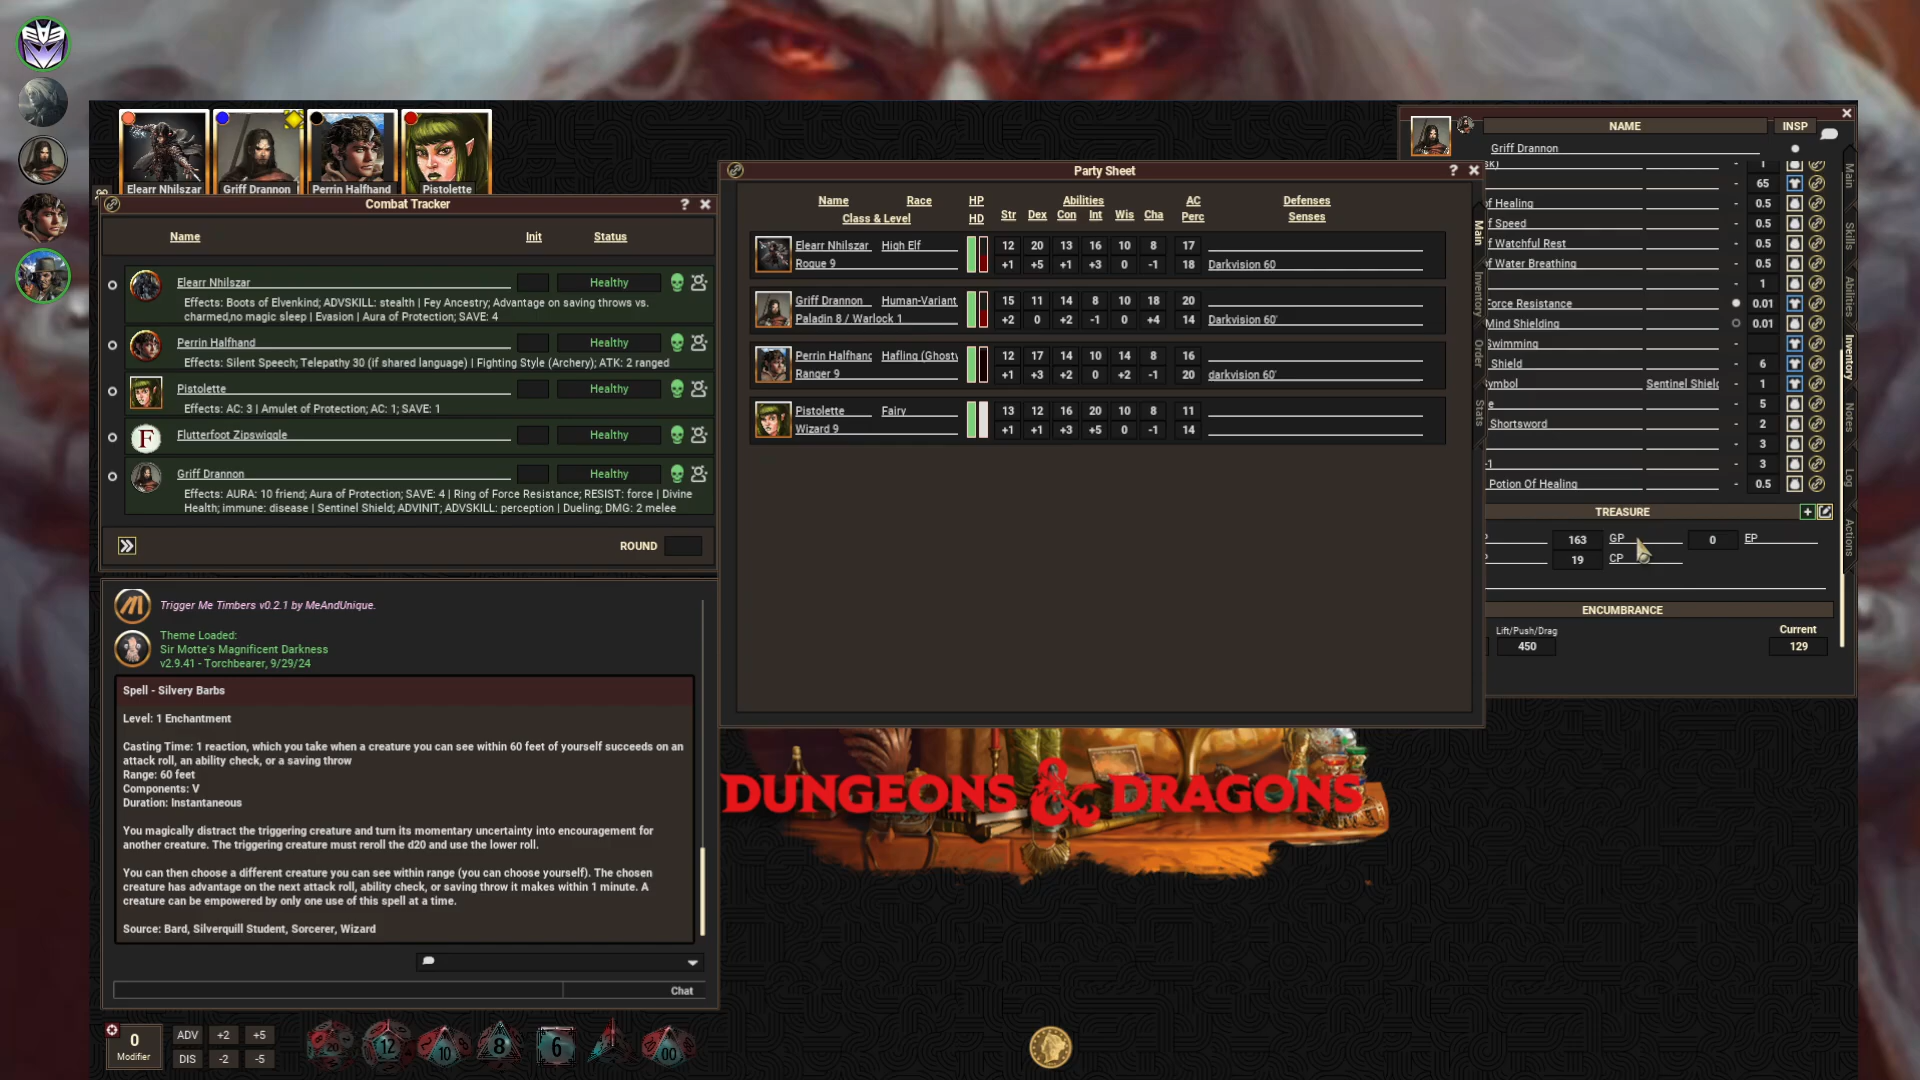 Elearr Nhilszar
Griff Drannon
Perrin Halfhand
Pistolette
Combat Tracker
?
Name
Init
Status
Elearr Nhilszar
Healthy
Effects: Boots of Elvenkind; ADVSKILL: stealth | Fey Ancestry; Advantage on saving throws vs.
charmed,no magic sleep | Evasion | Aura of Protection; SAVE: 4
Perrin Halfhand
Healthy
Effects: Silent Speech; Telepathy 30 (if shared language) | Fighting Style (Archery); ATK: 2 ranged
Pistolette
Healthy
Effects: AC: 3 | Amulet of Protection; AC: 1; SAVE: 1
F
Flutterfoot Zipswiggle
Healthy
Griff Drannon
Healthy
Effects: AURA: 10 friend; Aura of Protection; SAVE: 4 | Ring of Force Resistance; RESIST: force | Divine
Health; immune: disease | Sentinel Shield; ADVINIT; ADVSKILL: perception | Dueling; DMG: 2 melee
ROUND
Trigger Me Timbers v0.2.1 by MeAndUnique.
Theme Loaded:
Sir Motte's Magnificent Darkness
v2.9.41 - Torchbearer, 9/29/24
Spell - Silvery Barbs
Level: 1 Enchantment
Casting Time: 1 reaction, which you take when a creature you can see within 60 feet of yourself succeeds on an
attack roll, an ability check, or a saving throw
Range: 60 feet
Components: V
Duration: Instantaneous
You magically distract the triggering creature and turn its momentary uncertainty into encouragement for
another creature. The triggering creature must reroll the d20 and use the lower roll.
You can then choose a different creature you can see within range (you can choose yourself). The chosen
creature has advantage on the next attack roll, ability check, or saving throw it makes within 1 minute. A
creature can be empowered by only one use of this spell at a time.
Source: Bard, Silverquill Student, Sorcerer, Wizard
Chat
0
Modifier
ADV +2 +5
DIS -2 -5
20 12 10 8 6 00
Party Sheet
?
Name Race HP Abilities AC Defenses
Class & Level HD Str Dex Con Int Wis Cha Perc Senses
Elearr Nhilszar High Elf 12 20 13 16 10 8 17
Rogue 9 +1 +5 +1 +3 0 -1 18 Darkvision 60
Griff Drannon Human-Variant 15 11 14 8 10 18 20
Paladin 8 / Warlock 1 +2 0 +2 -1 0 +4 14 Darkvision 60'
Perrin Halfhanc Hafling (Ghosty 12 17 14 10 14 8 16
Ranger 9 +1 +3 +2 0 +2 -1 20 darkvision 60'
Pistolette Fairy 13 12 16 20 10 8 11
Wizard 9 +1 +1 +3 +5 0 -1 14
Main
Inventory
Order
Stats
DUNGEONS & DRAGONS
NAME INSP
Griff Drannon
- 1
- 65
of Healing - 0.5
f Speed - 0.5
f Watchful Rest - 0.5
of Water Breathing - 0.5
- 1
Force Resistance 0.01
Mind Shielding 0.01
Swimming -
Shield - 6
ymbol Sentinel Shielc - 1
e - 5
Shortsword - 2
- 3
-1 - 3
Potion Of Healing - 0.5
TREASURE
163 GP 0 EP
19 CP
ENCUMBRANCE
Lift/Push/Drag Current
450 129
Main
Skills
Abilities
Inventory
Notes
Log
Actions